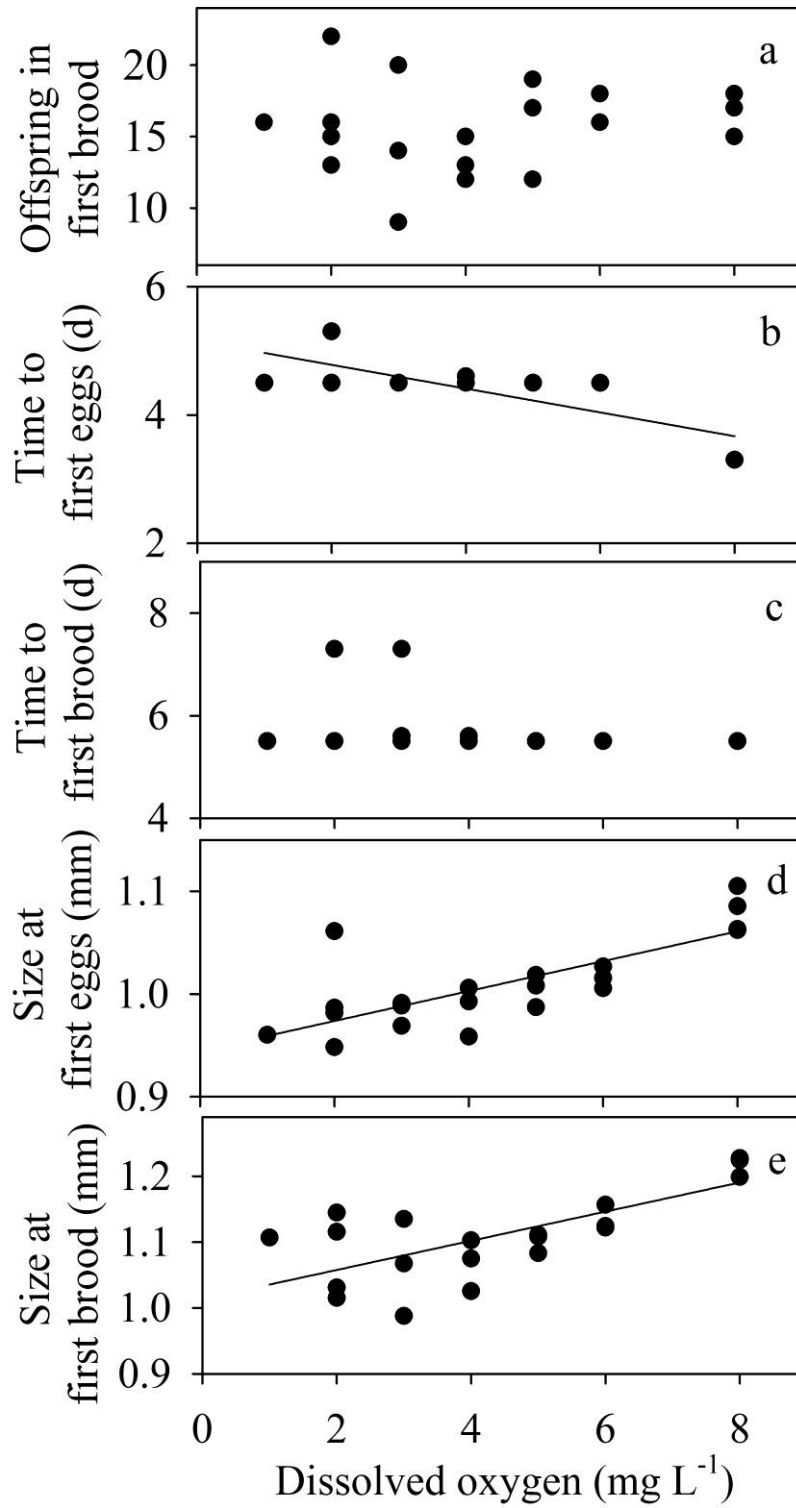 Offspring in
first brood
20
15
10
a
Time to
first eggs (d)
6
4
2
b
Time to
first brood (d)
8
6
4
c
Size at
first eggs (mm)
1.1
1.0
0.9
d
Size at
first brood (mm)
1.2
1.1
1.0
0.9
e
0 2 4 6 8
Dissolved oxygen (mg L⁻¹)